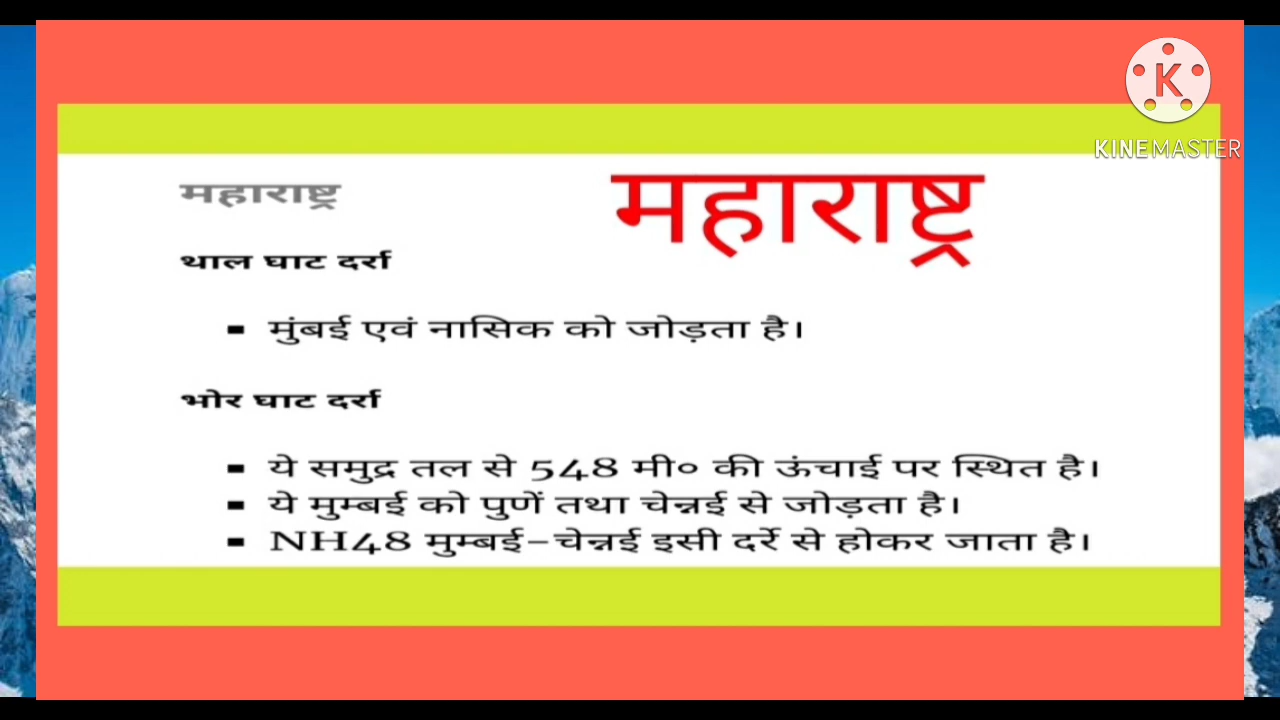 KINEMASTER
महाराष्ट्र
महाराष्ट्र
थाल घाट दर्रा
▪ मुंबई एवं नासिक को जोड़ता है।
भोर घाट दर्रा
▪ ये समुद्र तल से 548 मी० की ऊंचाई पर स्थित है।
▪ ये मुम्बई को पुणें तथा चेन्नई से जोड़ता है।
▪ NH48 मुम्बई-चेन्नई इसी दर्रे से होकर जाता है।